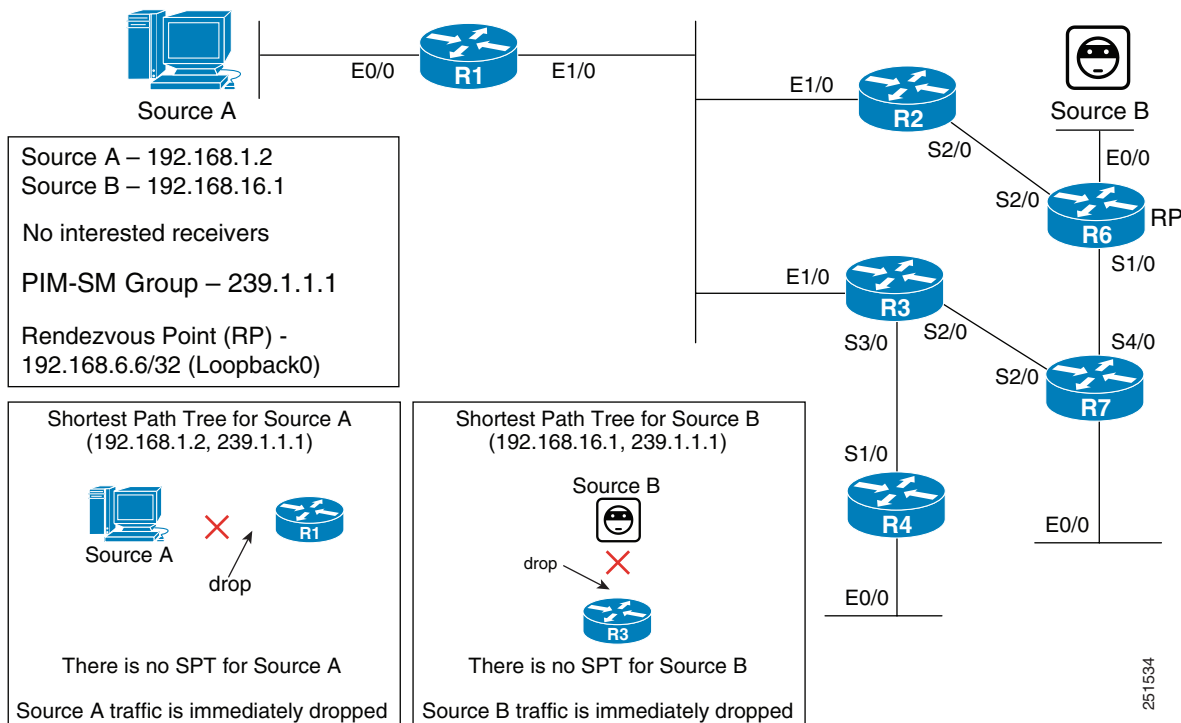 E0/0
R1
E1/0
Source A
E1/0
R2
S2/0
Source B
E0/0
S2/0
R6
RP
S1/0
Source A – 192.168.1.2
Source B – 192.168.16.1
No interested receivers
PIM-SM Group – 239.1.1.1
Rendezvous Point (RP) -
192.168.6.6/32 (Loopback0)
E1/0
R3
S3/0
S2/0
S4/0
S2/0
R7
S1/0
R4
E0/0
E0/0
Shortest Path Tree for Source A
(192.168.1.2, 239.1.1.1)
Source A
R1
drop
There is no SPT for Source A
Source A traffic is immediately dropped
Shortest Path Tree for Source B
(192.168.16.1, 239.1.1.1)
Source B
drop
R3
There is no SPT for Source B
Source B traffic is immediately dropped
251534